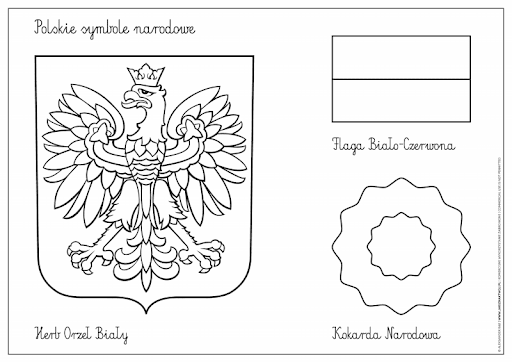 Polskie symbole narodowe
Flaga Biało-Czerwona
Herb Orzeł Biały
Kokarda Narodowa